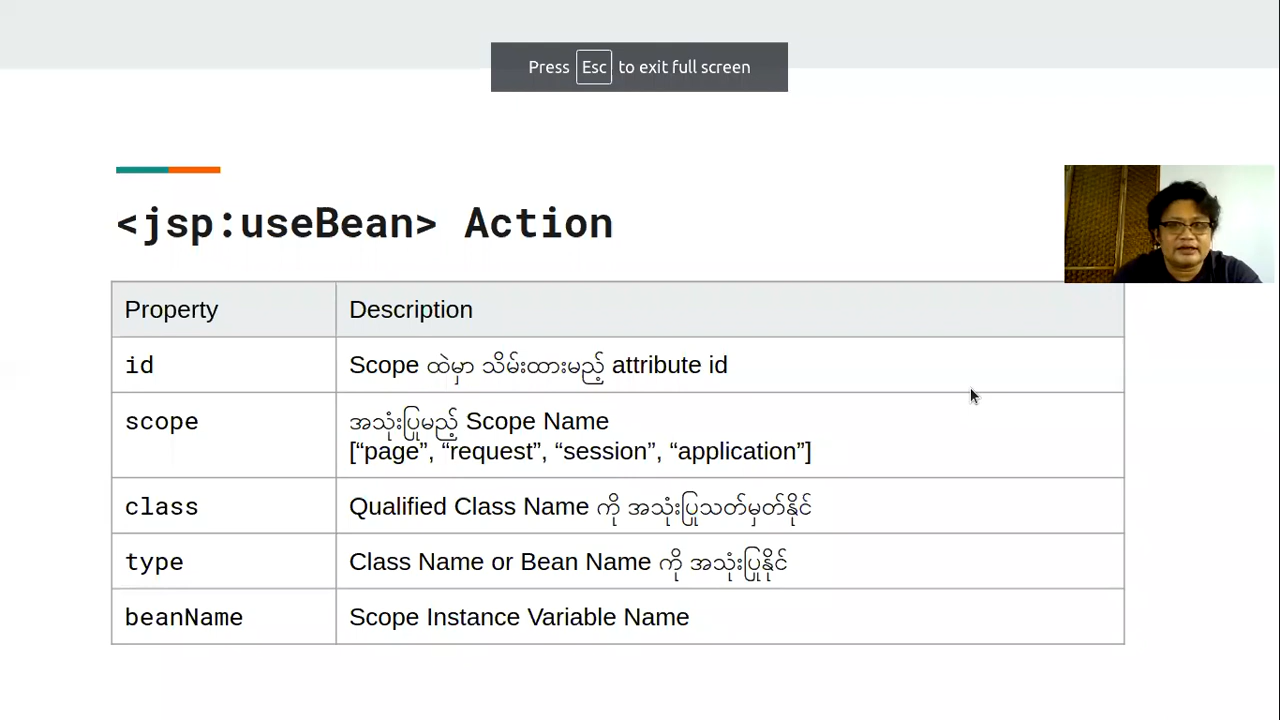 Press Esc to exit full screen
<jsp:useBean> Action
Property Description
id Scope ထဲမှာ သိမ်းထားမည့် attribute id
scope အသုံးပြုမည့် Scope Name
[“page”, “request”, “session”, “application”]
class Qualified Class Name ကို အသုံးပြုသတ်မှတ်နိုင်
type Class Name or Bean Name ကို အသုံးပြုနိုင်
beanName Scope Instance Variable Name